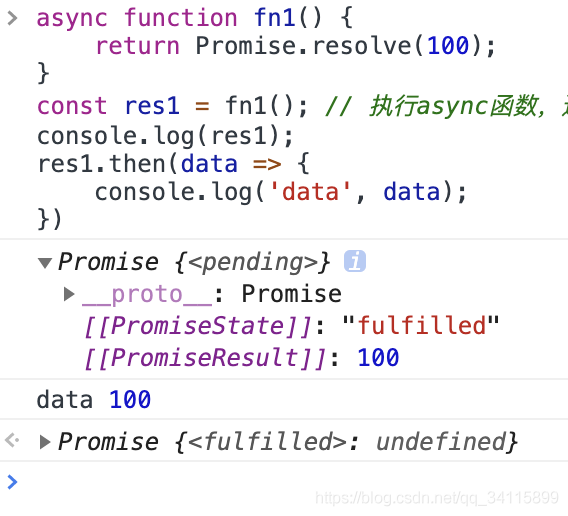 async function fn1() {
    return Promise.resolve(100);
}
const res1 = fn1(); // 执行async函数,
console.log(res1);
res1.then(data => {
    console.log('data', data);
})
Promise {<pending>} i
__proto__: Promise
[[PromiseState]]: "fulfilled"
[[PromiseResult]]: 100
data 100
Promise {<fulfilled>: undefined}
https://blog.csdn.net/qq_34115899